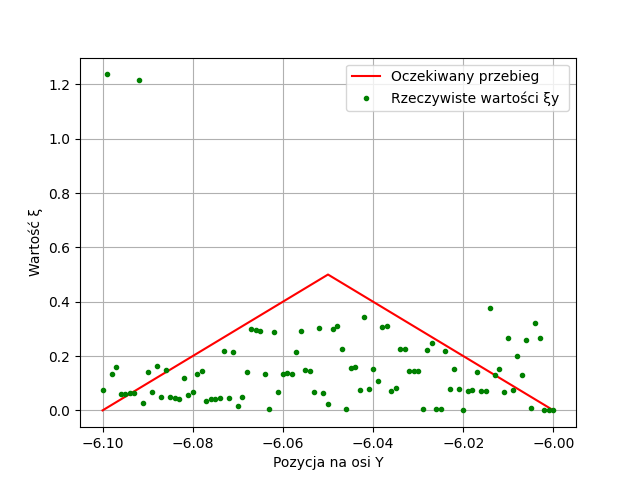 Oczekiwany przebieg
Rzeczywiste wartości ξy
1.2
1.0
0.8
0.6
0.4
0.2
0.0
Wartość ξ
−6.10 −6.08 −6.06 −6.04 −6.02 −6.00
Pozycja na osi Y